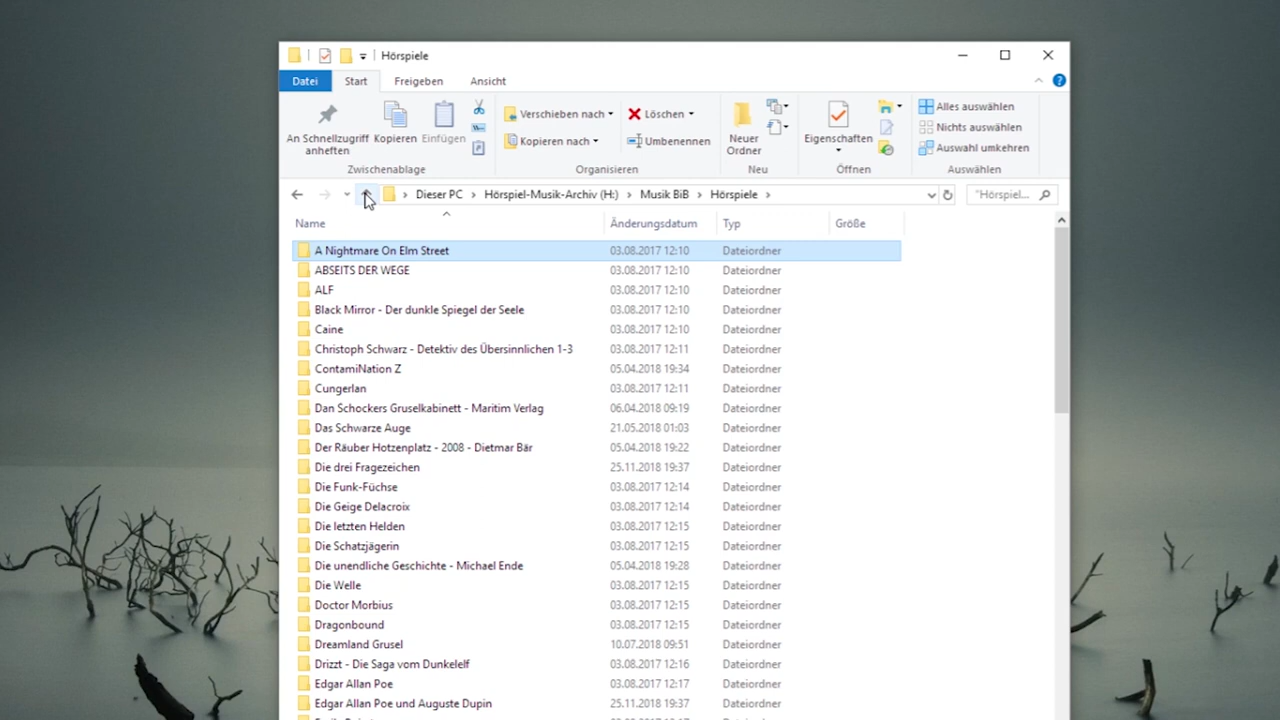 Hörspiele
Datei Start Freigeben Ansicht
An Schnellzugriff anheften Kopieren Einfügen
Verschieben nach Kopieren nach
Löschen Umbenennen
Neuer Ordner
Eigenschaften
Alles auswählen
Nichts auswählen
Auswahl umkehren
Zwischenablage Organisieren Neu Öffnen Auswählen
Dieser PC > Hörspiel-Musik-Archiv (H:) > Musik BiB > Hörspiele > "Hörspiel...
Name Änderungsdatum Typ Größe
A Nightmare On Elm Street 03.08.2017 12:10 Dateiordner
ABSEITS DER WEGE 03.08.2017 12:10 Dateiordner
ALF 03.08.2017 12:10 Dateiordner
Black Mirror - Der dunkle Spiegel der Seele 03.08.2017 12:10 Dateiordner
Caine 03.08.2017 12:10 Dateiordner
Christoph Schwarz - Detektiv des Übersinnlichen 1-3 03.08.2017 12:11 Dateiordner
ContamiNation Z 05.04.2018 19:34 Dateiordner
Cungerlan 03.08.2017 12:11 Dateiordner
Dan Schockers Gruselkabinett - Maritim Verlag 06.04.2018 09:19 Dateiordner
Das Schwarze Auge 21.05.2018 01:03 Dateiordner
Der Räuber Hotzenplatz - 2008 - Dietmar Bär 05.04.2018 19:22 Dateiordner
Die drei Fragezeichen 25.11.2018 19:37 Dateiordner
Die Funk-Füchse 03.08.2017 12:14 Dateiordner
Die Geige Delacroix 03.08.2017 12:14 Dateiordner
Die letzten Helden 03.08.2017 12:15 Dateiordner
Die Schatzjägerin 03.08.2017 12:15 Dateiordner
Die unendliche Geschichte - Michael Ende 05.04.2018 19:28 Dateiordner
Die Welle 03.08.2017 12:15 Dateiordner
Doctor Morbius 03.08.2017 12:15 Dateiordner
Dragonbound 03.08.2017 12:15 Dateiordner
Dreamland Grusel 10.07.2018 09:51 Dateiordner
Drizzt - Die Saga vom Dunkelelf 03.08.2017 12:16 Dateiordner
Edgar Allan Poe 03.08.2017 12:17 Dateiordner
Edgar Allan Poe und Auguste Dupin 25.11.2018 19:37 Dateiordner